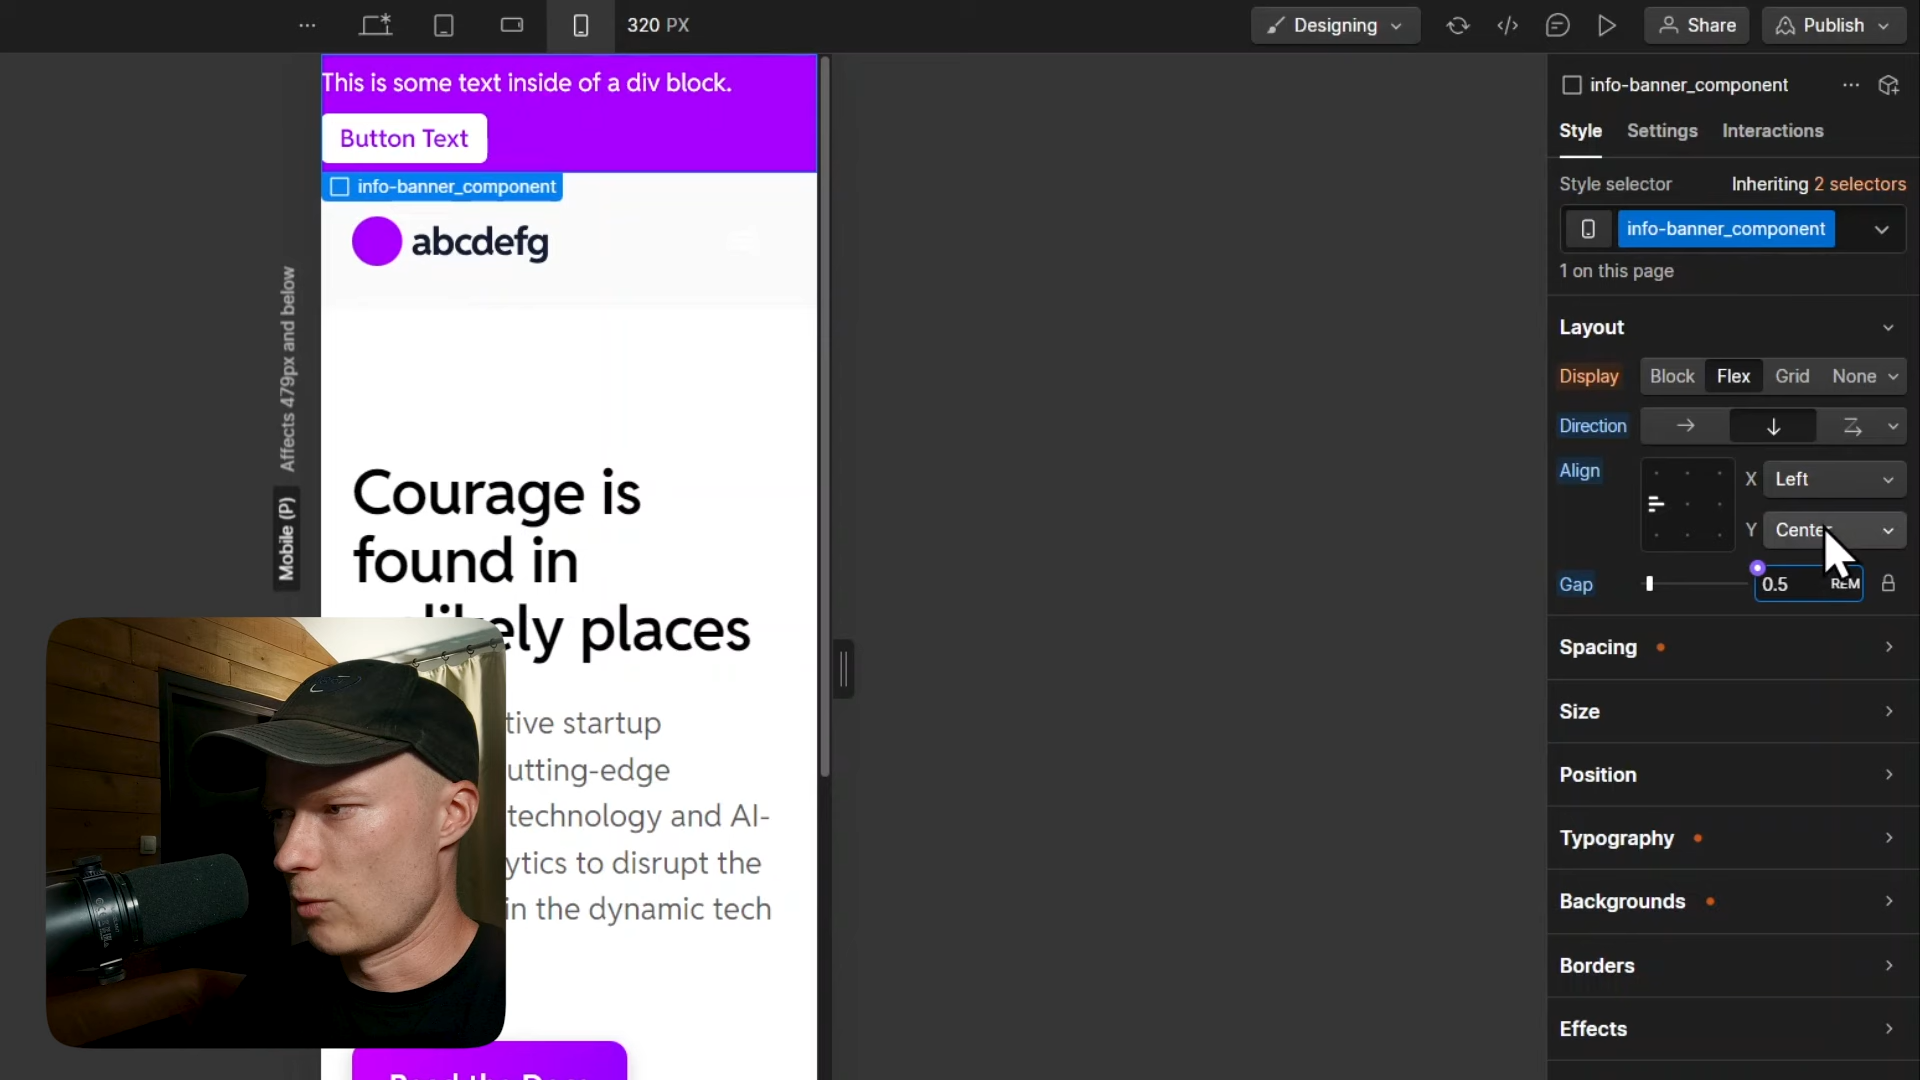 320 PX
Designing
Share
Publish
This is some text inside of a div block.
Button Text
info-banner_component
abcdefg
Affects 479px and below
Mobile (P)
Courage is
found in
places
tive startup
utting-edge
technology and AI-
ytics to disrupt the
in the dynamic tech
info-banner_component
Style Settings Interactions
Style selector Inheriting 2 selectors
info-banner_component
1 on this page
Layout
Display Block Flex Grid None
Direction
Align X Left
Y Center
Gap 0.5 REM
Spacing
Size
Position
Typography
Backgrounds
Borders
Effects